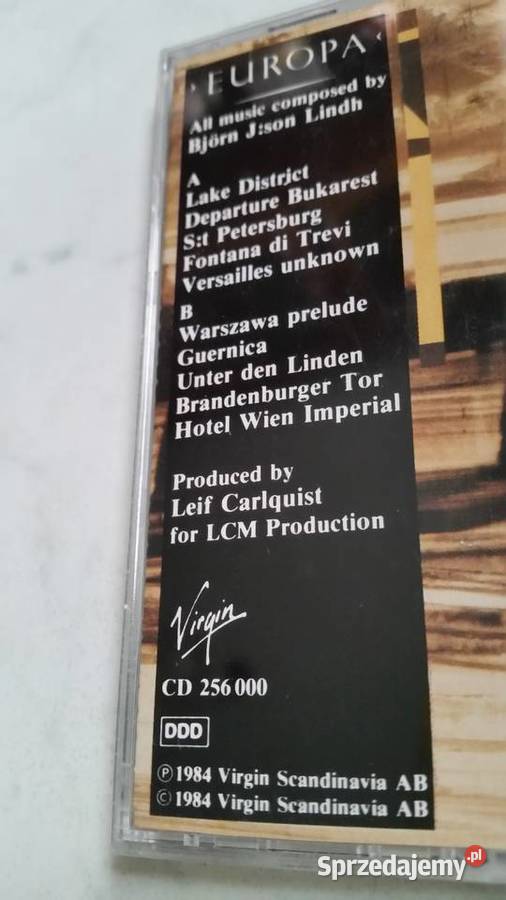 › EUROPA ‹
All music composed by
Björn J:son Lindh
A
Lake District
Departure Bukarest
S:t Petersburg
Fontana di Trevi
Versailles unknown
B
Warszawa prelude
Guernica
Unter den Linden
Brandenburger Tor
Hotel Wien Imperial
Produced by
Leif Carlquist
for LCM Production
Virgin
CD 256 000
DDD
℗ 1984 Virgin Scandinavia AB
© 1984 Virgin Scandinavia AB
Sprzedajemy.pl